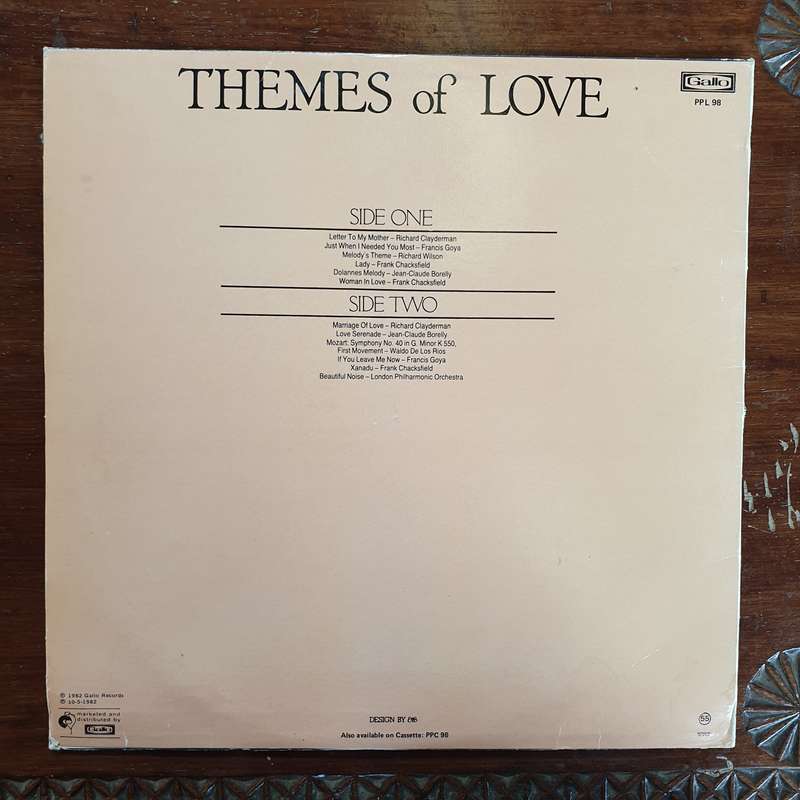 THEMES of LOVE
Gallo
PPL 98
SIDE ONE
Letter To My Mother – Richard Clayderman
Just When I Needed You Most – Francis Goya
Melody's Theme – Richard Wilson
Lady – Frank Chacksfield
Dolannes Melody – Jean-Claude Borelly
Woman In Love – Frank Chacksfield
SIDE TWO
Marriage Of Love – Richard Clayderman
Love Serenade – Jean-Claude Borelly
Mozart: Symphony No. 40 in G. Minor K 550,
First Movement – Waldo De Los Rios
If You Leave Me Now – Francis Goya
Xanadu – Frank Chacksfield
Beautiful Noise – London Philharmonic Orchestra
℗ 1982 Gallo Records
© 10-5-1982
marketed and
distributed by
Gallo
DESIGN BY
Also available on Cassette: PPC 98
55